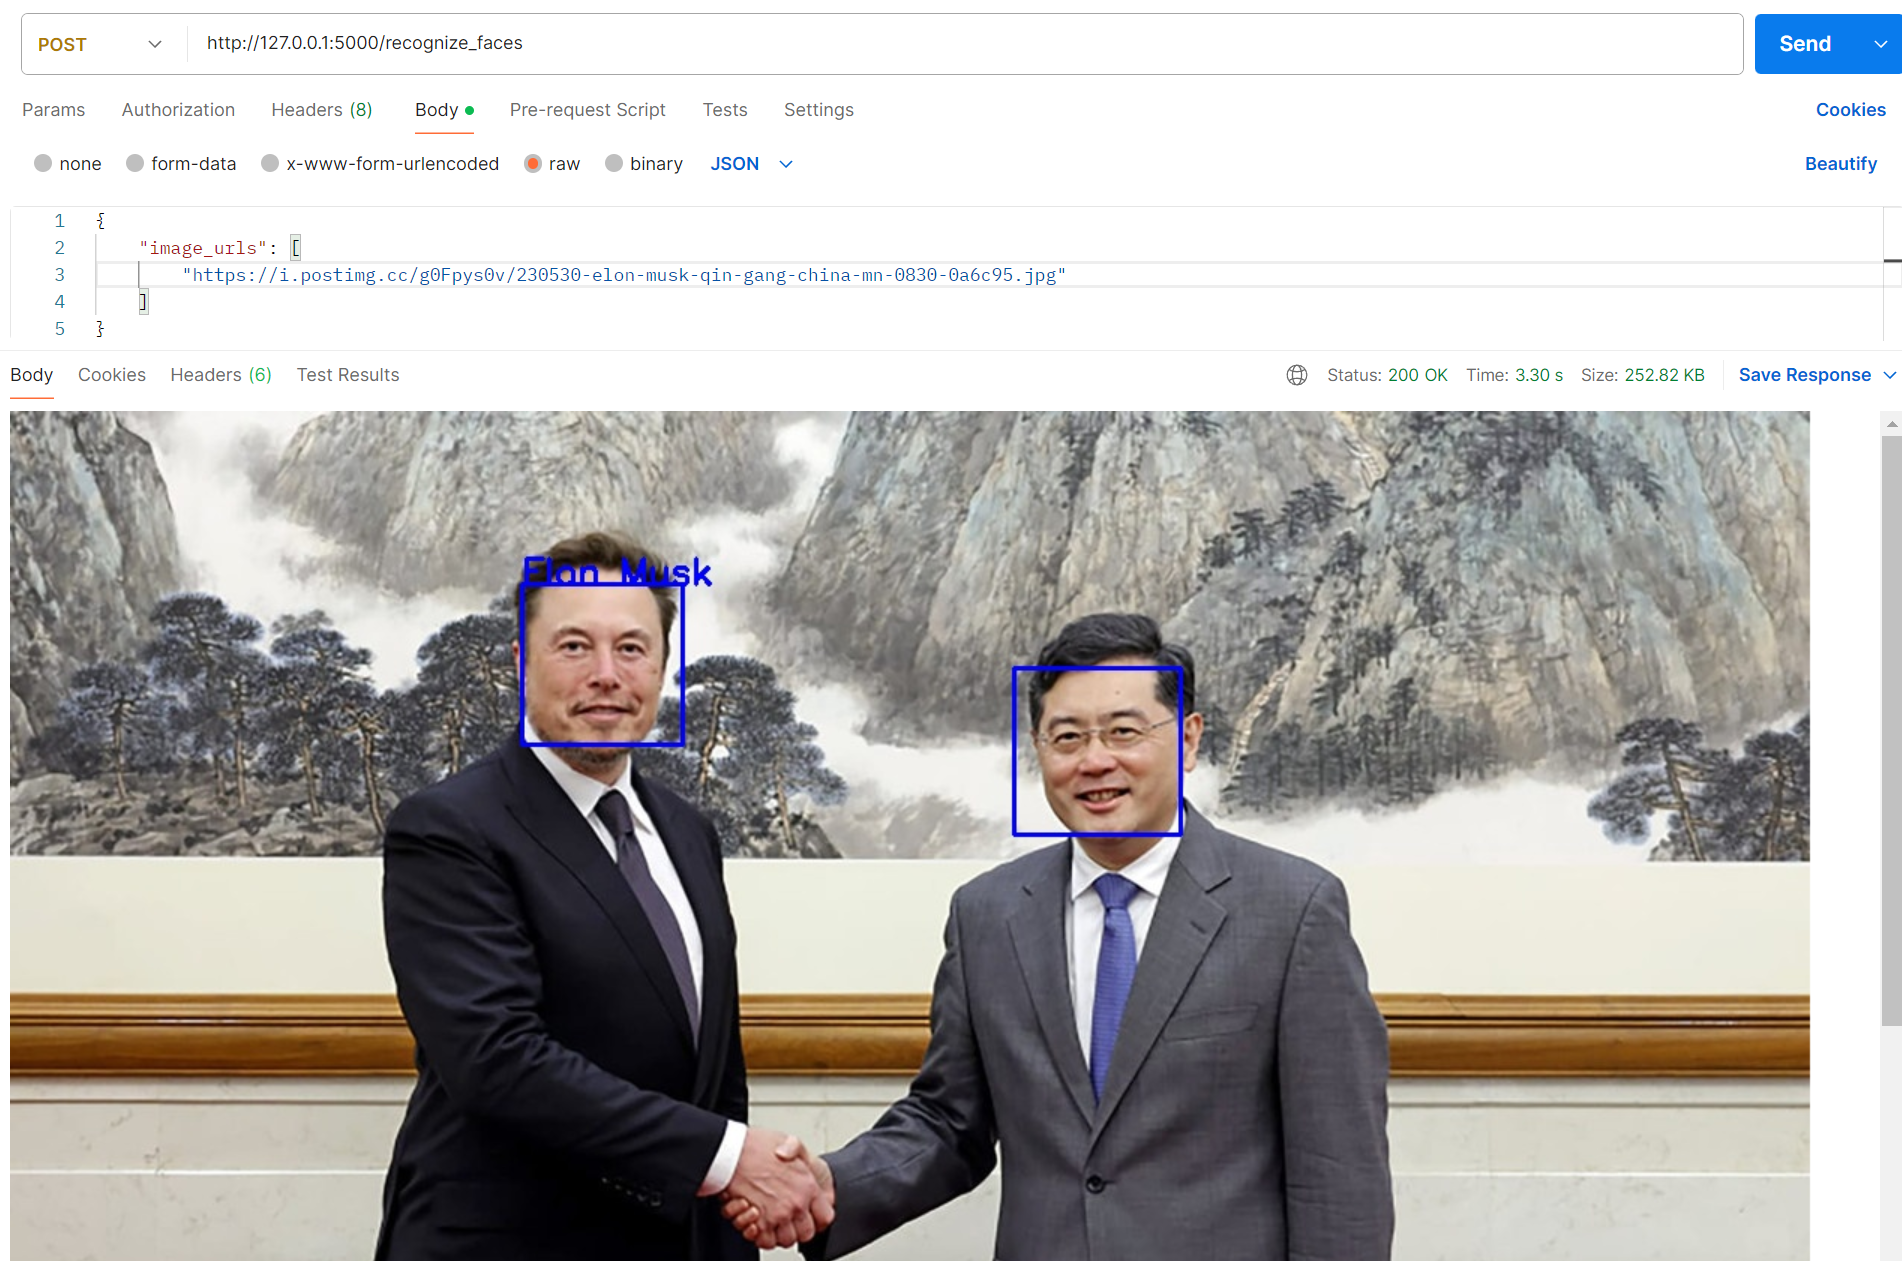 POST http://127.0.0.1:5000/recognize_faces Send
Params Authorization Headers (8) Body Pre-request Script Tests Settings Cookies
none form-data x-www-form-urlencoded raw binary JSON Beautify
1 {
2 "image_urls": [
3 "https://i.postimg.cc/g0Fpys0v/230530-elon-musk-qin-gang-china-mn-0830-0a6c95.jpg"
4 ]
5 }
Body Cookies Headers (6) Test Results Status: 200 OK Time: 3.30 s Size: 252.82 KB Save Response
Elon Musk